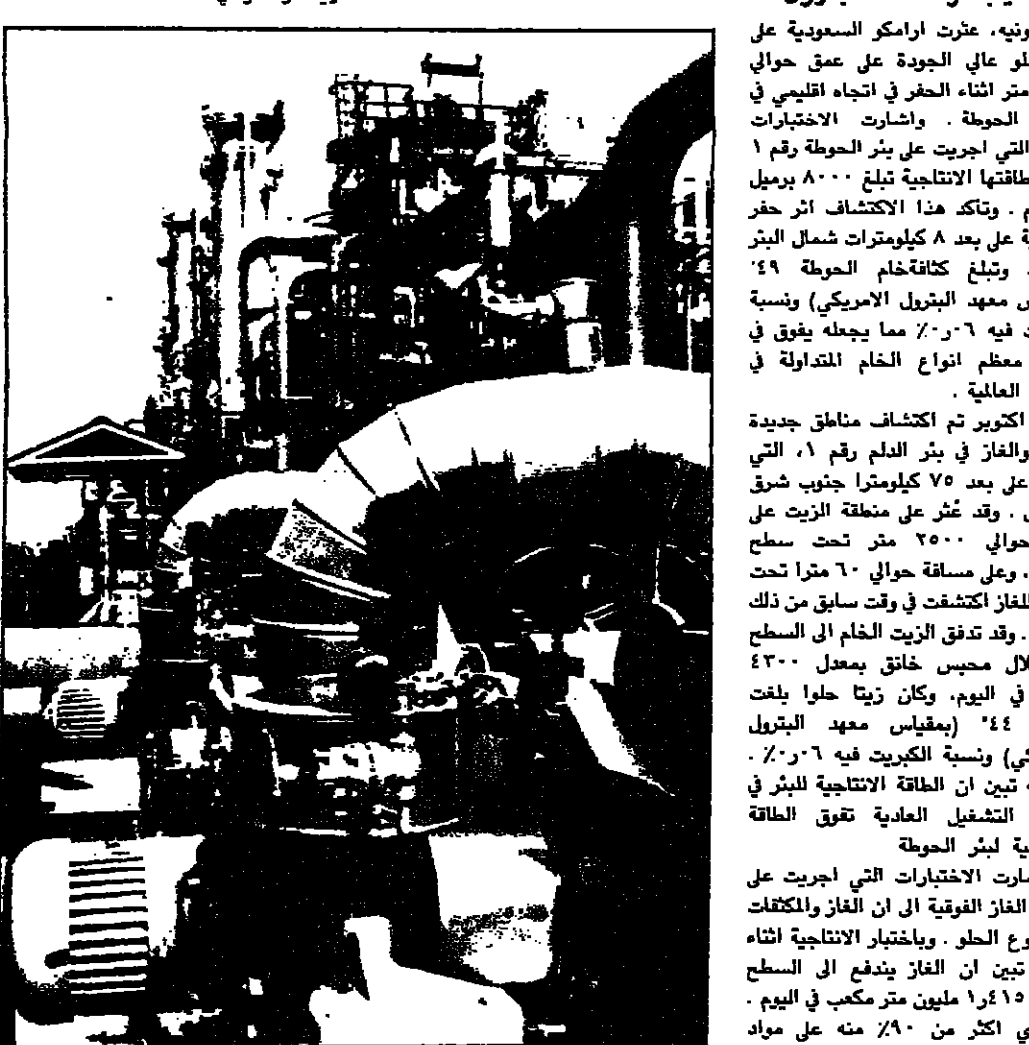 ونيه، عثرت ارامكو السعودية على
لو عالي الجودة على عمق حوالي
متر اثناء الحفر في اتجاه اقليمي في
الحوطة . واشارت الاختبارات
التي اجريت على بئر الحوطة رقم ١
طاقتها الانتاجية تبلغ ٨٠٠٠ برميل
م . وتأكد هذا الاكتشاف اثر حفر
ة على بعد ٨ كيلومترات شمال البئر
. وتبلغ كثافةخام الحوطة ٤٩°
س معهد البترول الامريكي) ونسبة
ت فيه ٠٦ر٠٪ مما يجعله يفوق في
معظم انواع الخام المتداولة في
العالمية .
اكتوبر تم اكتشاف مناطق جديدة
والغاز في بئر الدلم رقم ١، التي
على بعد ٧٥ كيلومترا جنوب شرق
. وقد عُثر على منطقة الزيت على
حوالي ٢٥٠٠ متر تحت سطح
، وعلى مسافة حوالي ٦٠ مترا تحت
للغاز اكتشفت في وقت سابق من ذلك
. وقد تدفق الزيت الخام الى السطح
لال محبس خانق بمعدل ٤٣٠٠
في اليوم، وكان زيتا حلوا بلغت
٤٤° (بمقياس معهد البترول
ي) ونسبة الكبريت فيه ٠٦ر٠٪ .
تبين ان الطاقة الانتاجية للبئر في
التشغيل العادية تفوق الطاقة
ية لبئر الحوطة
ارت الاختبارات التي اجريت على
الغاز الفوقية الى ان الغاز والمكثفات
وع الحلو . وباختبار الانتاجية اثناء
تبين ان الغاز يندفع الى السطح
٤١٥ر١ مليون متر مكعب في اليوم .
ي اكثر من ٩٠٪ منه على مواد